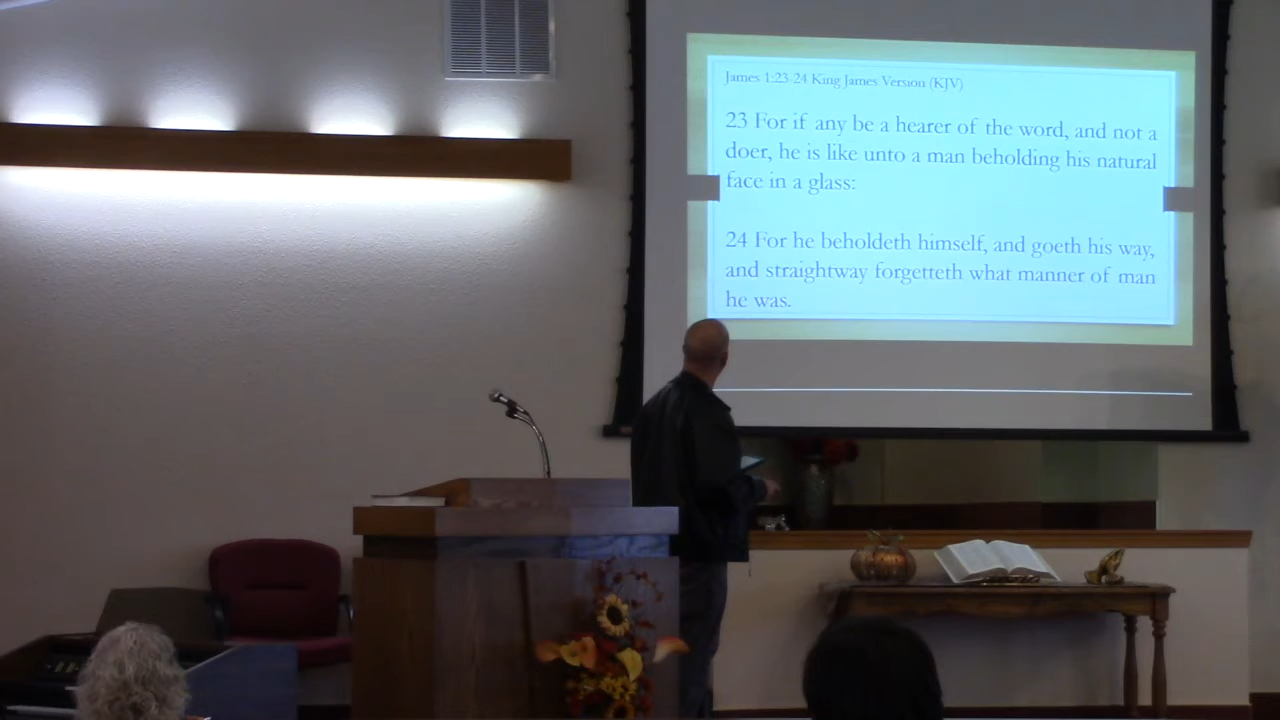 James 1:23-24 King James Version (KJV)
23 For if any be a hearer of the word, and not a
doer, he is like unto a man beholding his natural
face in a glass:
24 For he beholdeth himself, and goeth his way,
and straightway forgetteth what manner of man
he was.